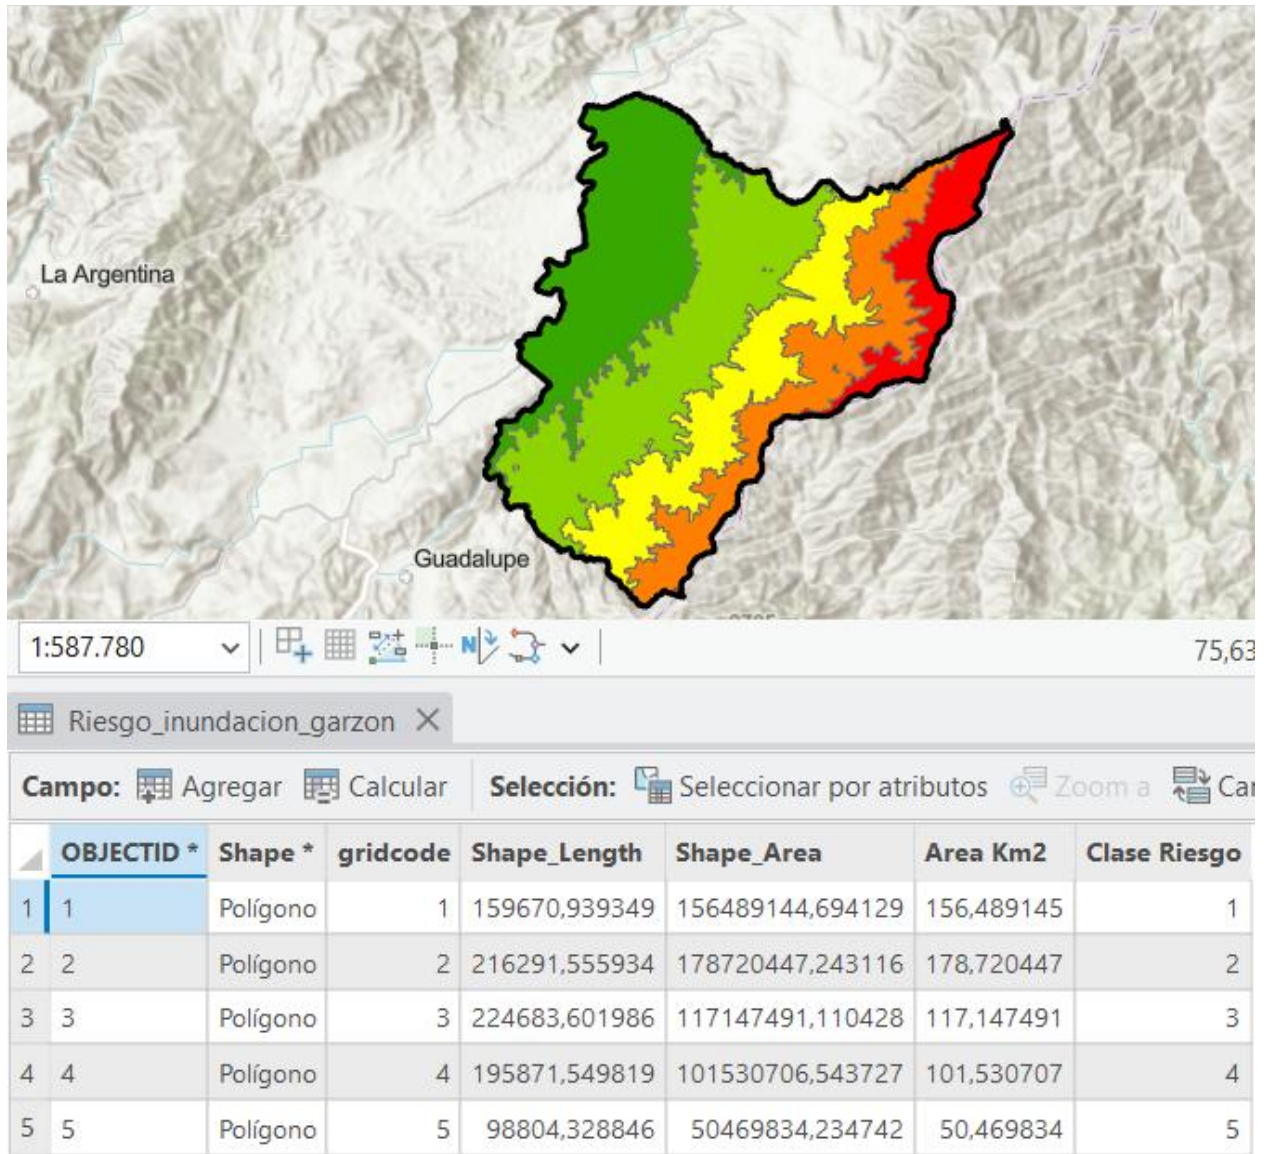 La Argentina
Guadalupe
1:587.780 N 75,63
Riesgo_inundacion_garzon
Campo: Agregar Calcular Selección: Seleccionar por atributos Zoom a
OBJECTID * Shape * gridcode Shape_Length Shape_Area Area Km2 Clase Riesgo
1 1 Polígono 1 159670,939349 156489144,694129 156,489145 1
2 2 Polígono 2 216291,555934 178720447,243116 178,720447 2
3 3 Polígono 3 224683,601986 117147491,110428 117,147491 3
4 4 Polígono 4 195871,549819 101530706,543727 101,530707 4
5 5 Polígono 5 98804,328846 50469834,234742 50,469834 5